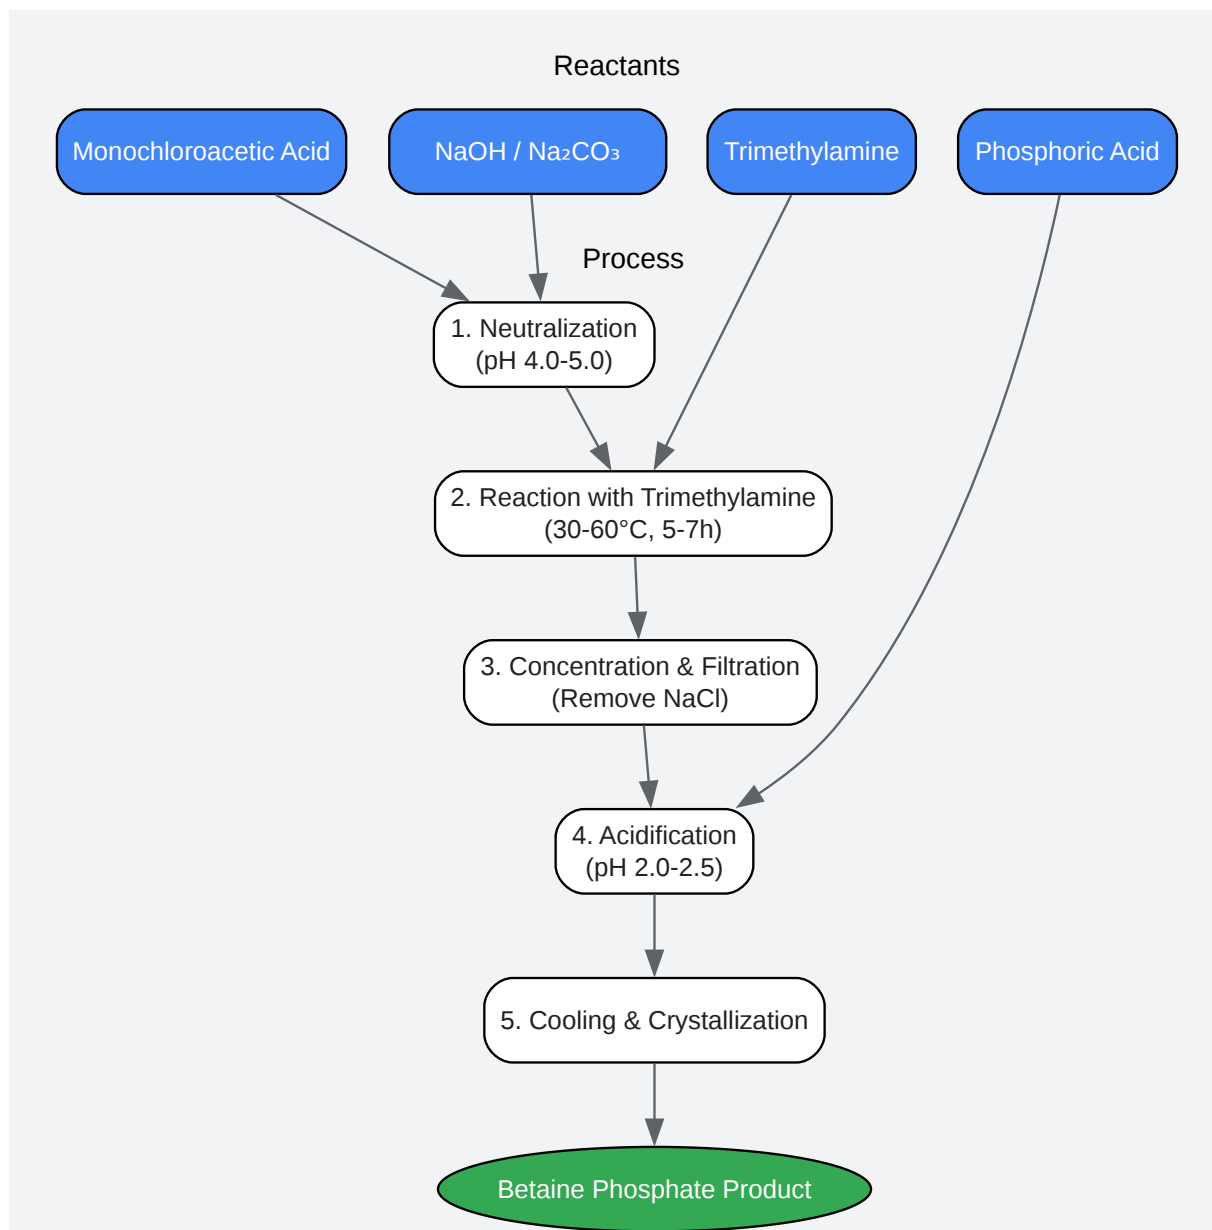 Reactants
Monochloroacetic Acid
NaOH / Na₂CO₃
Trimethylamine
Phosphoric Acid
Process
1. Neutralization
(pH 4.0-5.0)
2. Reaction with Trimethylamine
(30-60°C, 5-7h)
3. Concentration & Filtration
(Remove NaCl)
4. Acidification
(pH 2.0-2.5)
5. Cooling & Crystallization
Betaine Phosphate Product